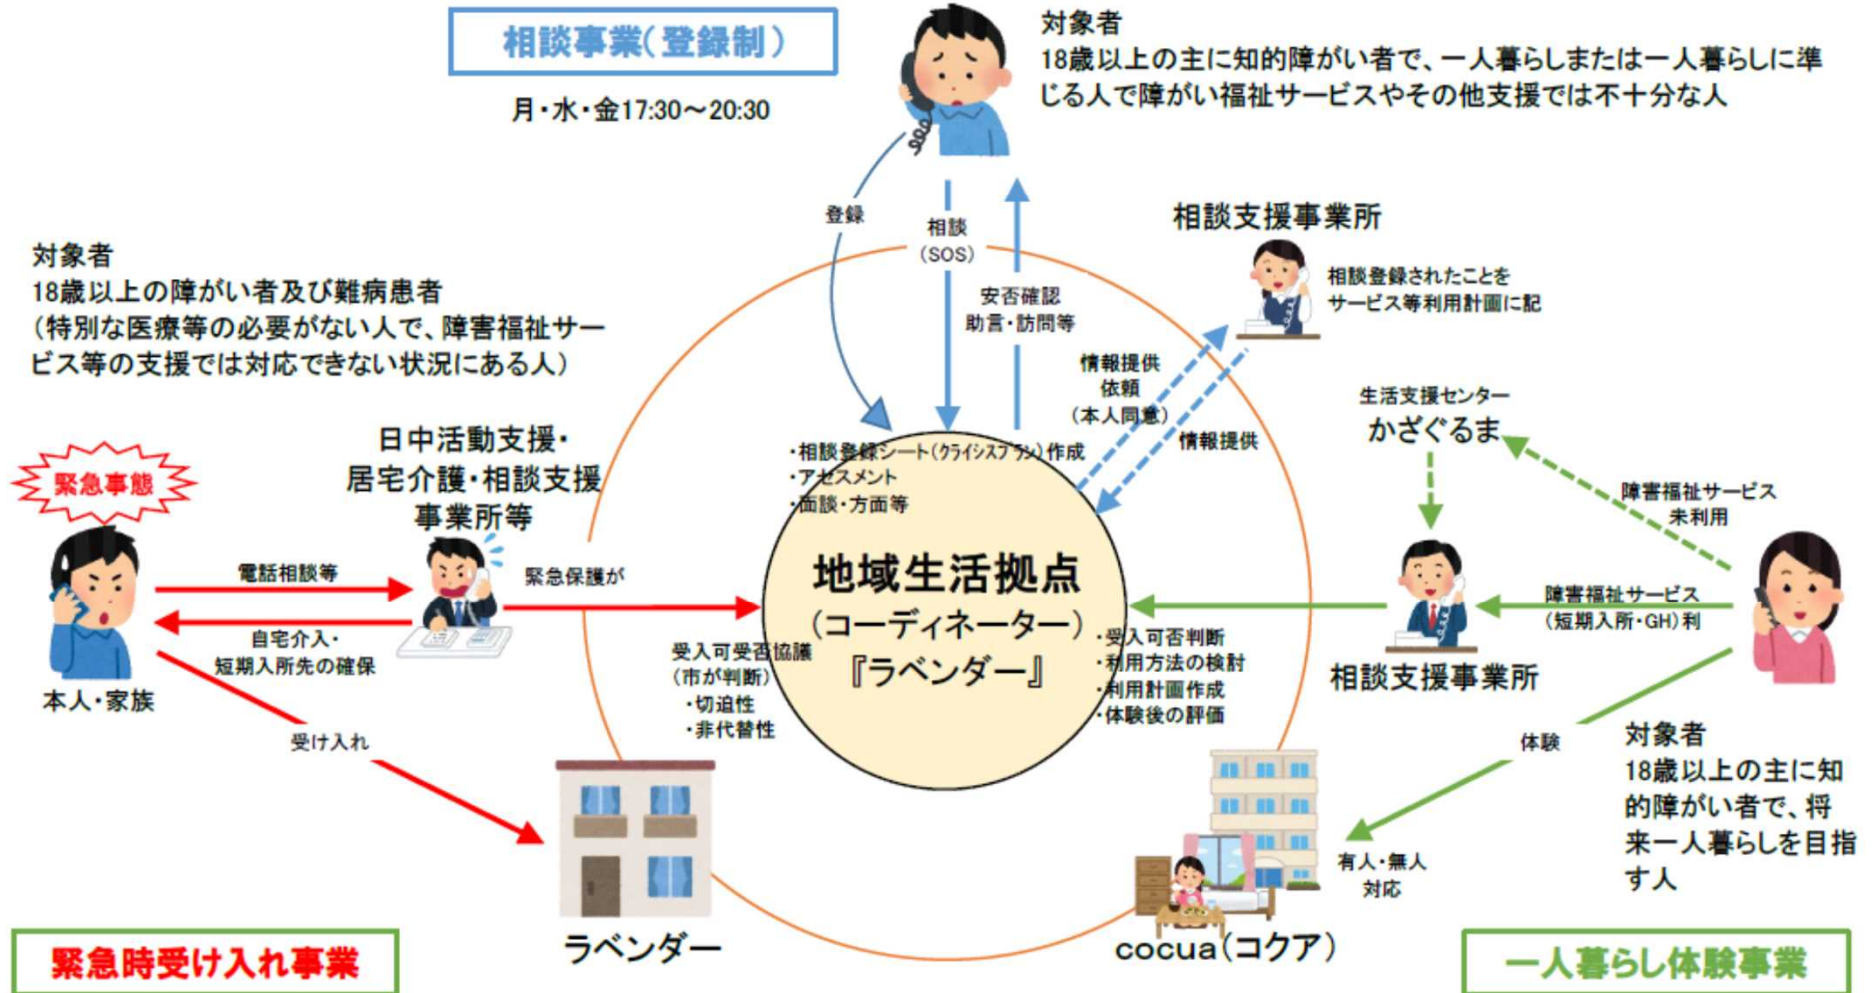 相談事業(登録制)
月・水・金17:30～20:30
対象者
18歳以上の主に知的障がい者で、一人暮らしまたは一人暮らしに準
じる人で障がい福祉サービスやその他支援では不十分な人
登録
相談
(SOS)
安否確認
助言・訪問等
相談支援事業所
相談登録されたことを
サービス等利用計画に記
情報提供
依頼
(本人同意)
情報提供
対象者
18歳以上の障がい者及び難病患者
(特別な医療等の必要がない人で、障害福祉サー
ビス等の支援では対応できない状況にある人)
緊急事態
本人・家族
日中活動支援・
居宅介護・相談支援
事業所等
電話相談等
自宅介入・
短期入所先の確保
緊急保護が
受け入れ
受入可受否協議
(市が判断)
・切迫性
・非代替性
・相談登録シート(クライシスプラン)作成
・アセスメント
・面談・方面等
地域生活拠点
(コーディネーター)
『ラベンダー』
・受入可否判断
・利用方法の検討
・利用計画作成
・体験後の評価
生活支援センター
かざぐるま
障害福祉サービス
未利用
障害福祉サービス
(短期入所・GH)利
相談支援事業所
体験
対象者
18歳以上の主に知
的障がい者で、将
来一人暮らしを目指
す人
有人・無人
対応
ラベンダー
cocua(コクア)
緊急時受け入れ事業
一人暮らし体験事業